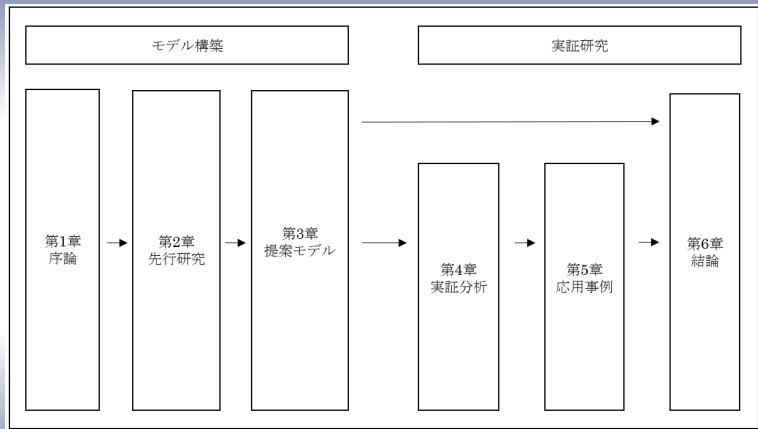 モデル構築
実証研究
第1章
序論
第2章
先行研究
第3章
提案モデル
第4章
実証分析
第5章
応用事例
第6章
結論